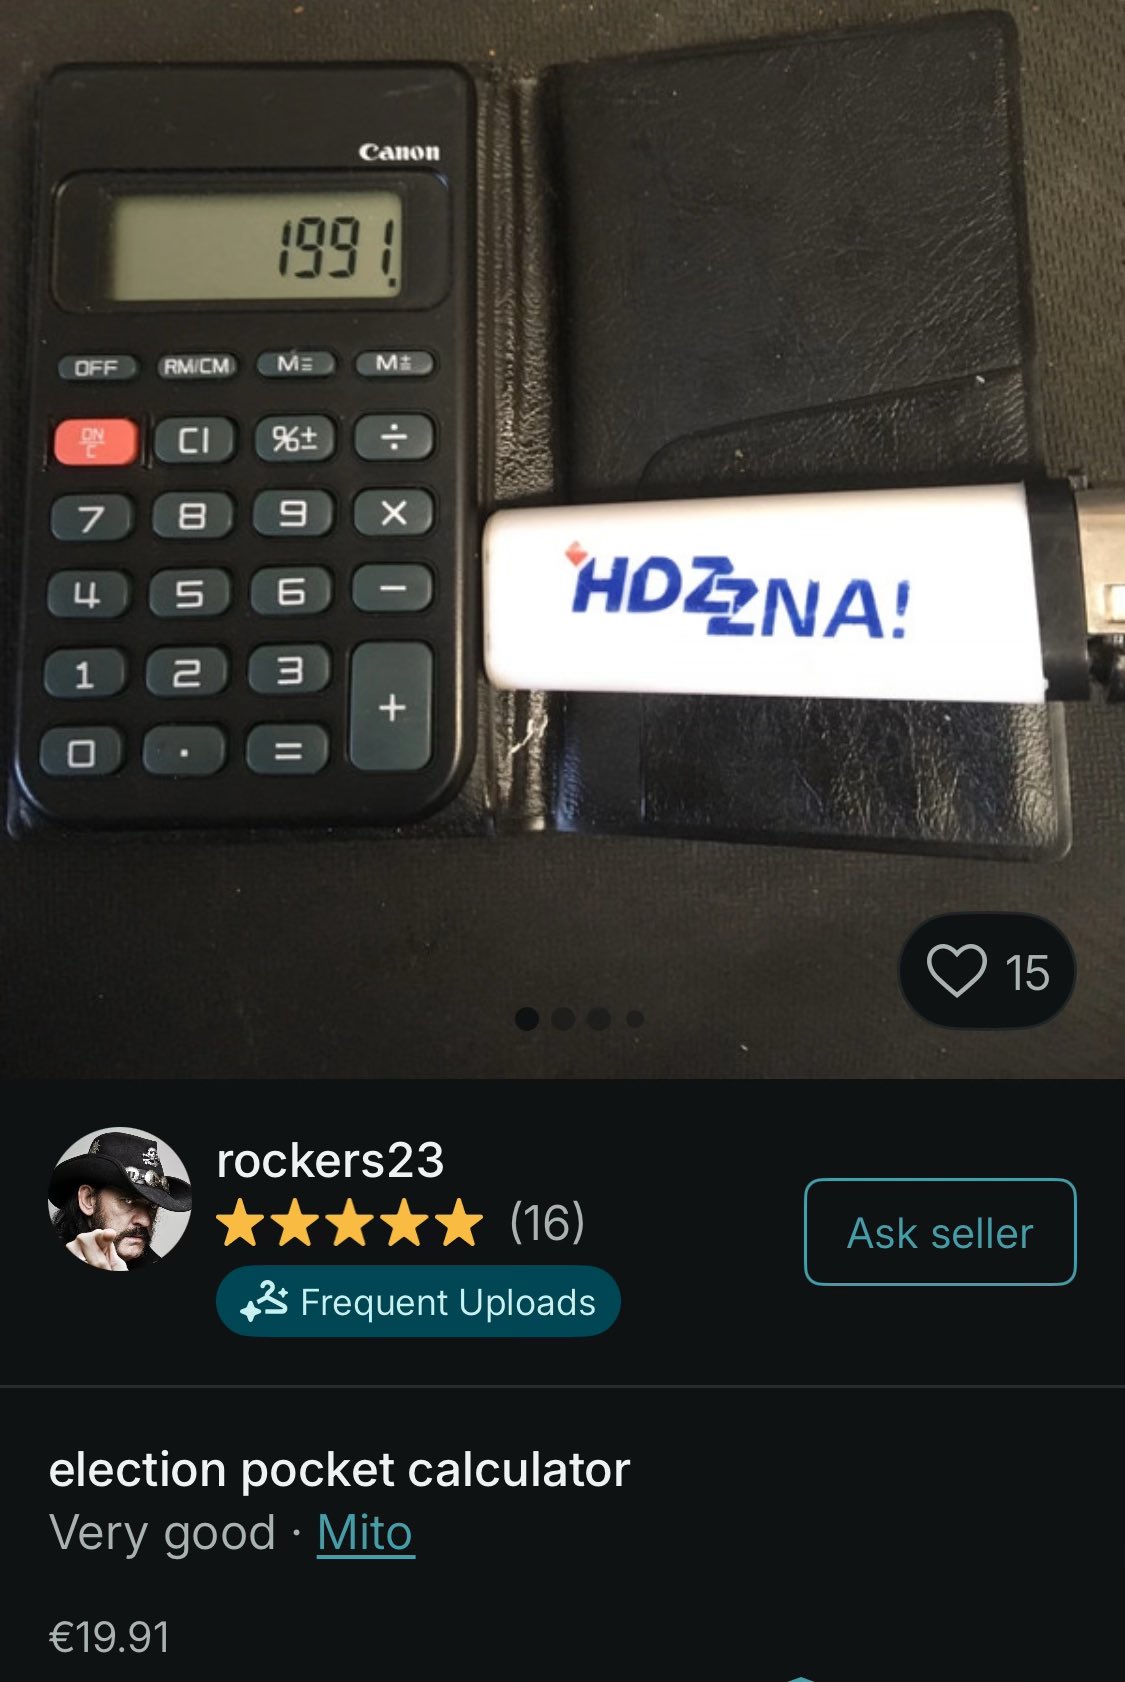 Canon
1991.
OFF RM/CM M= M±
ON/C CI %± ÷
7 8 9 ×
4 5 6 −
1 2 3 +
0 . =
HDZZNA!
15
rockers23
(16)
Frequent Uploads
Ask seller
election pocket calculator
Very good · Mito
€19.91